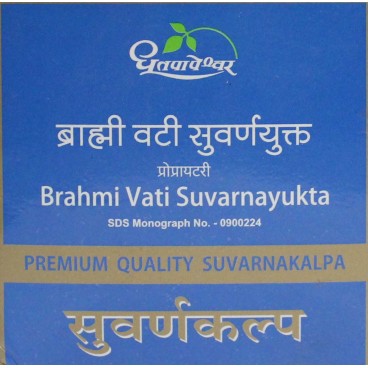 धूतपापेश्वर
ब्राह्मी वटी सुवर्णयुक्त
प्रोप्रायटरी
Brahmi Vati Suvarnayukta
SDS Monograph No. - 0900224
PREMIUM QUALITY SUVARNAKALPA
सुवर्णकल्प